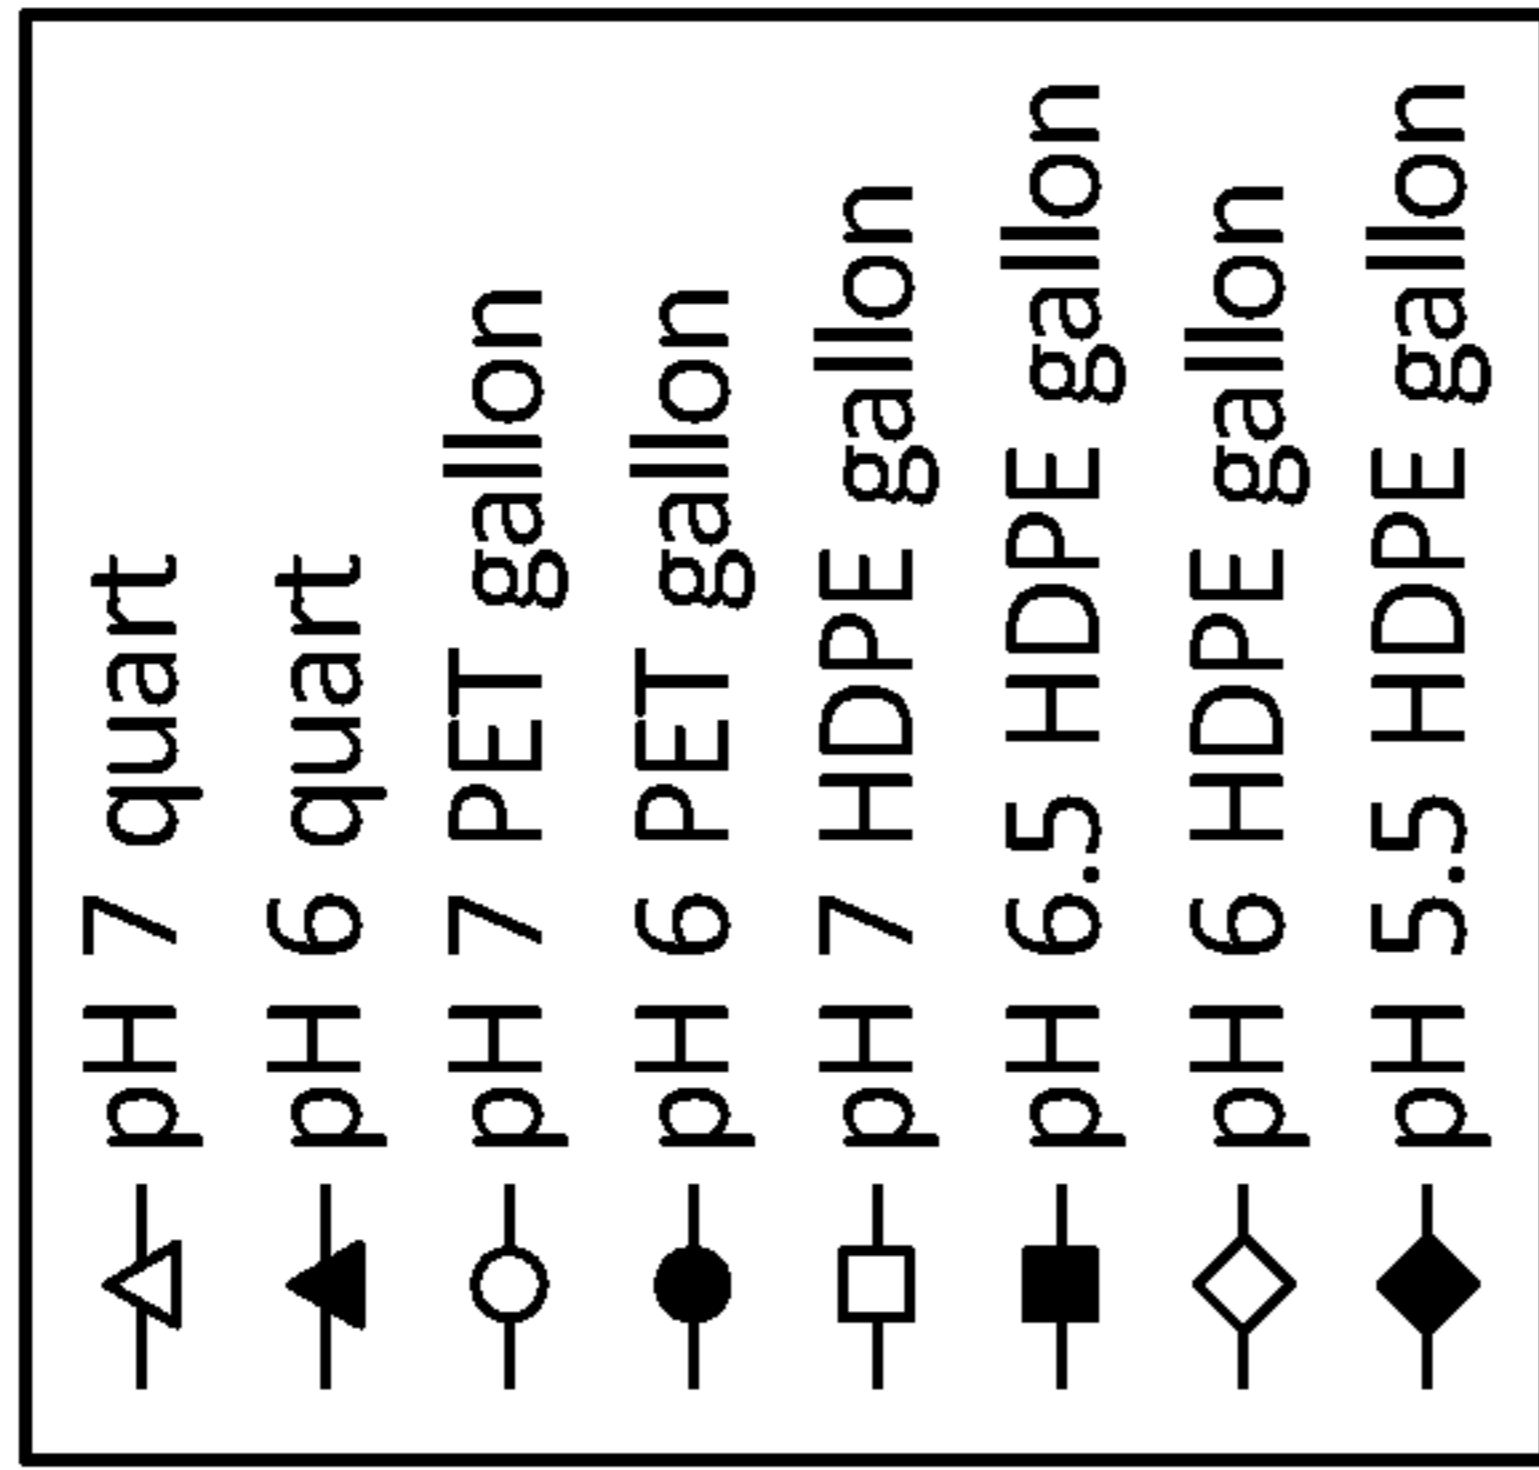 pH 7 quart
pH 6 quart
pH 7 PET gallon
pH 6 PET gallon
pH 7 HDPE gallon
pH 6.5 HDPE gallon
pH 6 HDPE gallon
pH 5.5 HDPE gallon